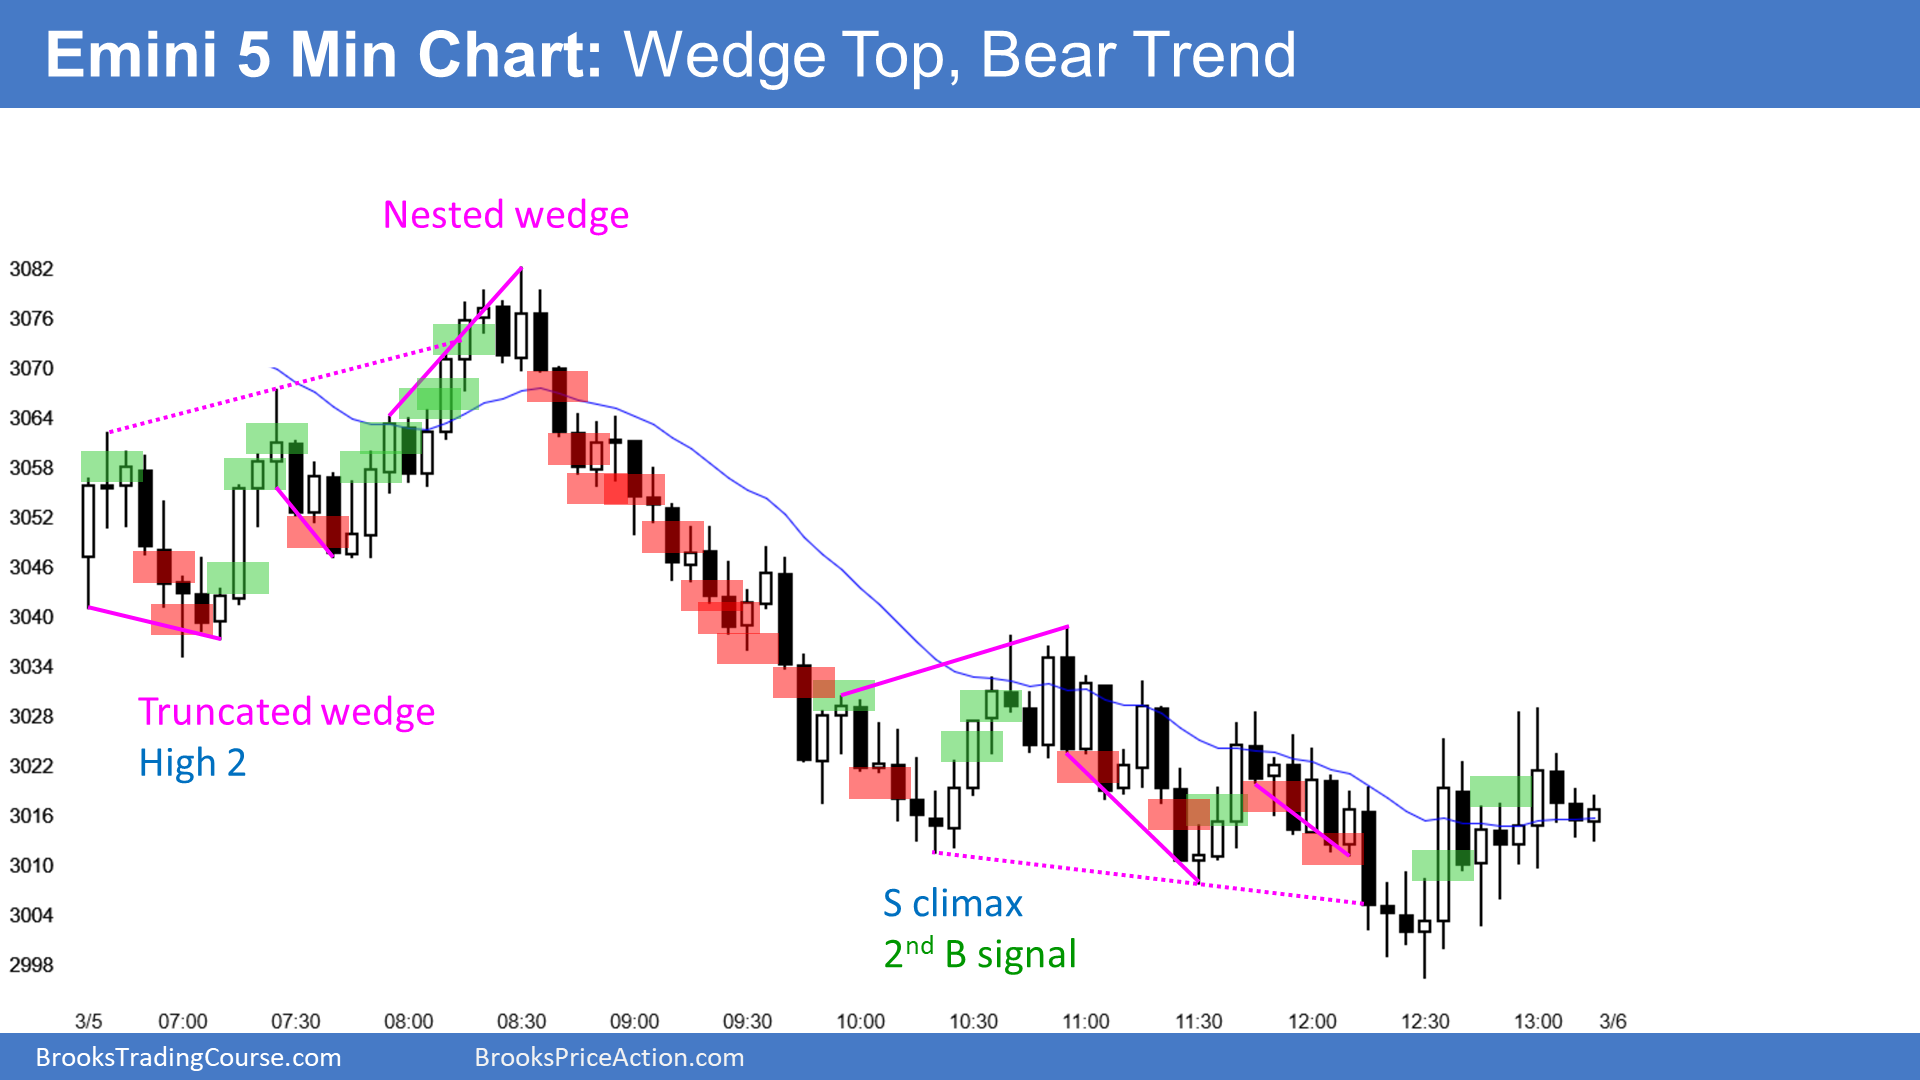 Emini 5 Min Chart: Wedge Top, Bear Trend
Nested wedge
3082
3076
3070
3064
3058
3052
3046
3040
3034
3028
3022
3016
3010
3004
2998
Truncated wedge
High 2
S climax
2nd B signal
3/5 07:00 07:30 08:00 08:30 09:00 09:30 10:00 10:30 11:00 11:30 12:00 12:30 13:00 3/6
BrooksTradingCourse.com BrooksPriceAction.com